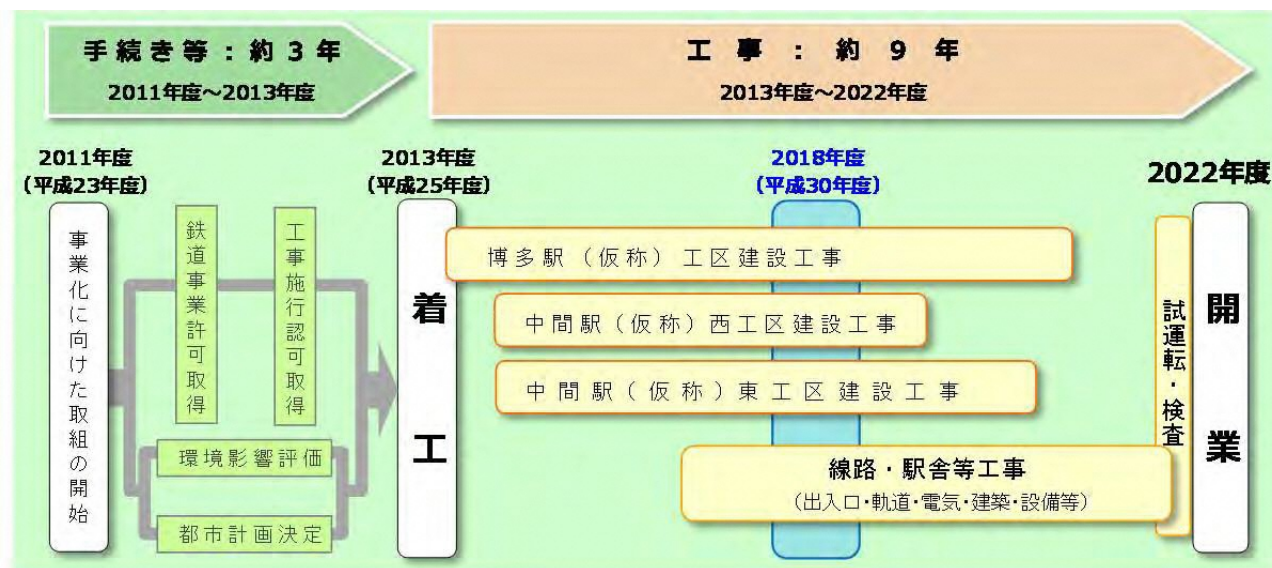 手続き等：約３年
2011年度～2013年度
工事：約９年
2013年度～2022年度
2011年度
（平成23年度）
2013年度
（平成25年度）
2018年度
（平成30年度）
2022年度
事業化に向けた取組の開始
鉄道事業許可取得
工事施行認可取得
環境影響評価
都市計画決定
着工
博多駅（仮称）工区建設工事
中間駅（仮称）西工区建設工事
中間駅（仮称）東工区建設工事
線路・駅舎等工事
（出入口・軌道・電気・建築・設備等）
試運転・検査
開業